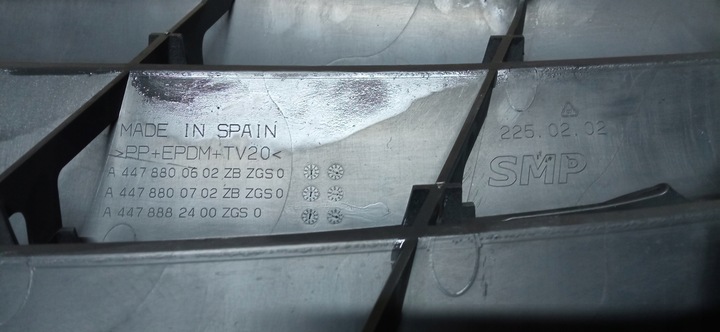 MADE IN SPAIN
>PP+EPDM+TV20<
A 447 880 06 02 ZB ZGS 0
A 447 880 07 02 ZB ZGS 0
A 447 888 24 00 ZGS 0
225.02.02
SMP